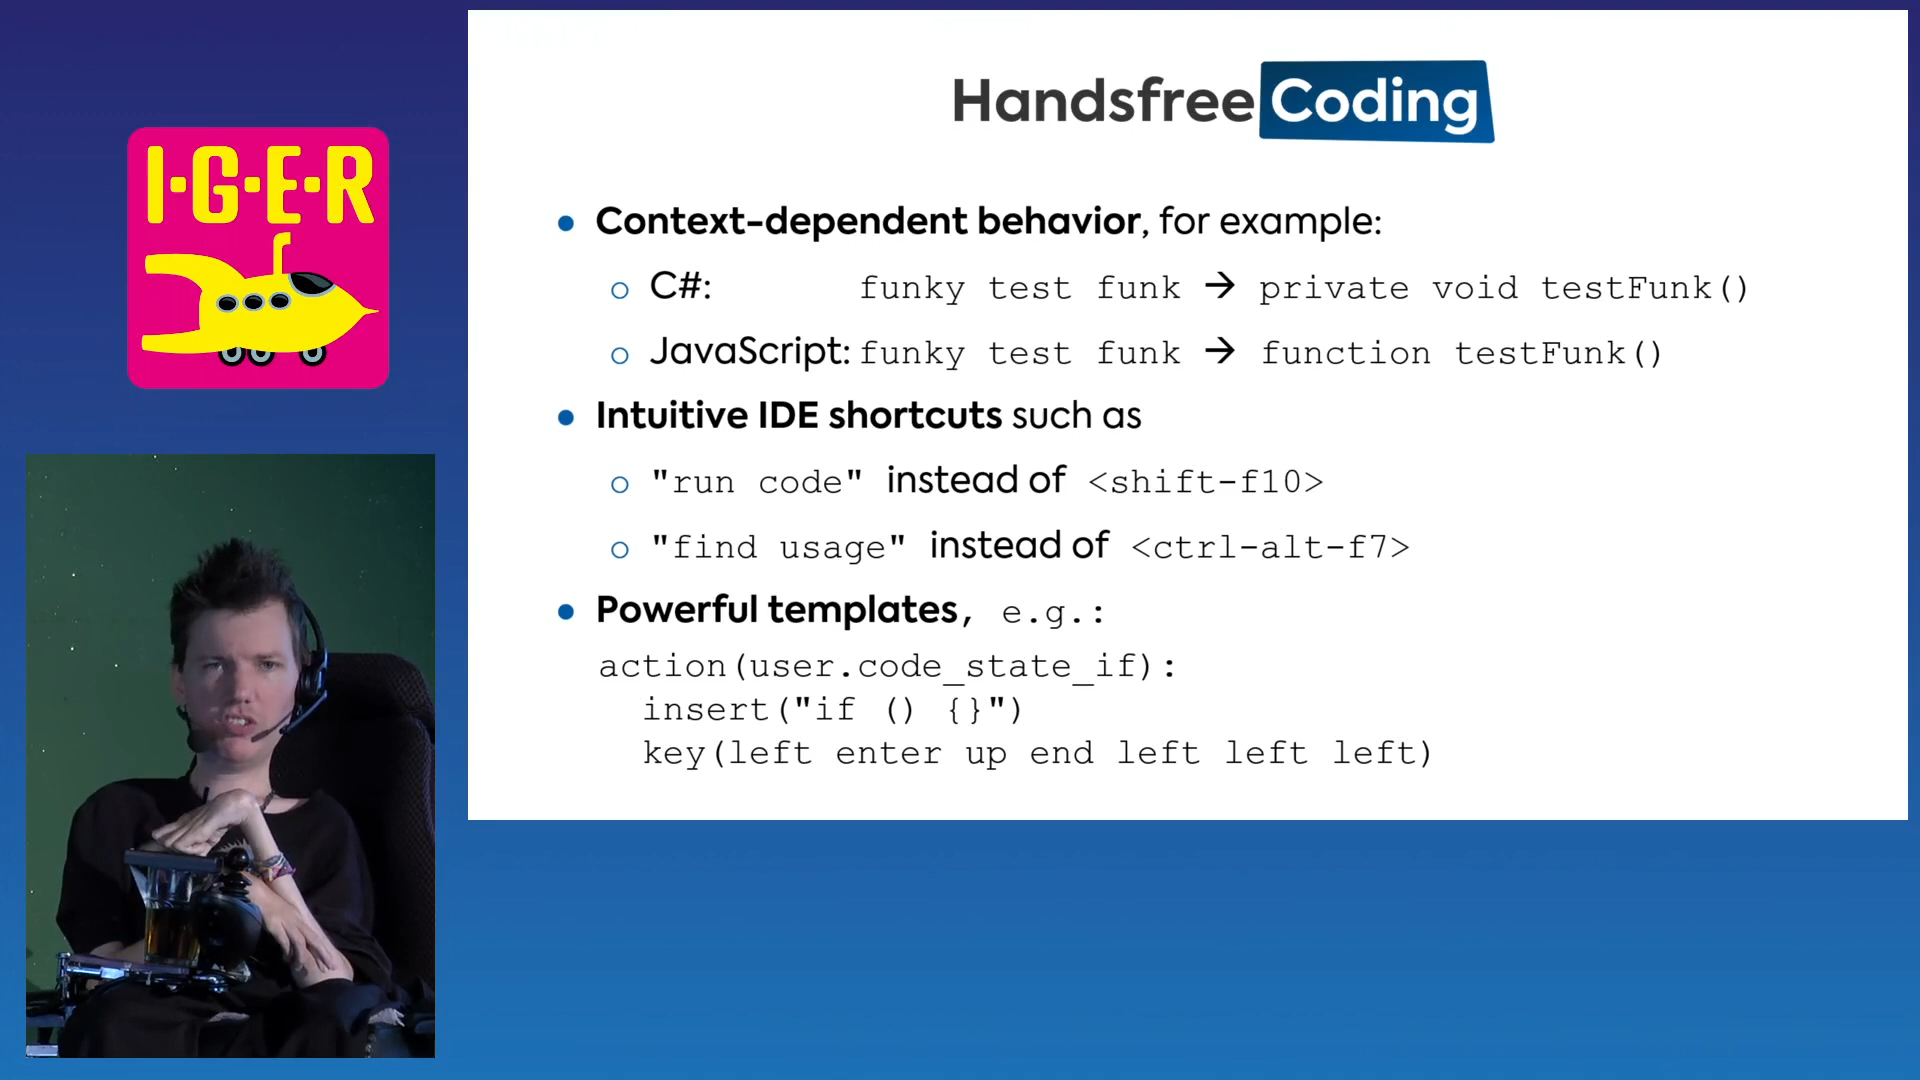 I·G·E·R
Handsfree Coding
• Context-dependent behavior, for example:
○ C#: funky test funk → private void testFunk()
○ JavaScript: funky test funk → function testFunk()
• Intuitive IDE shortcuts such as
○ "run code" instead of <shift-f10>
○ "find usage" instead of <ctrl-alt-f7>
• Powerful templates, e.g.:
action(user.code_state_if):
insert("if () {}")
key(left enter up end left left left)